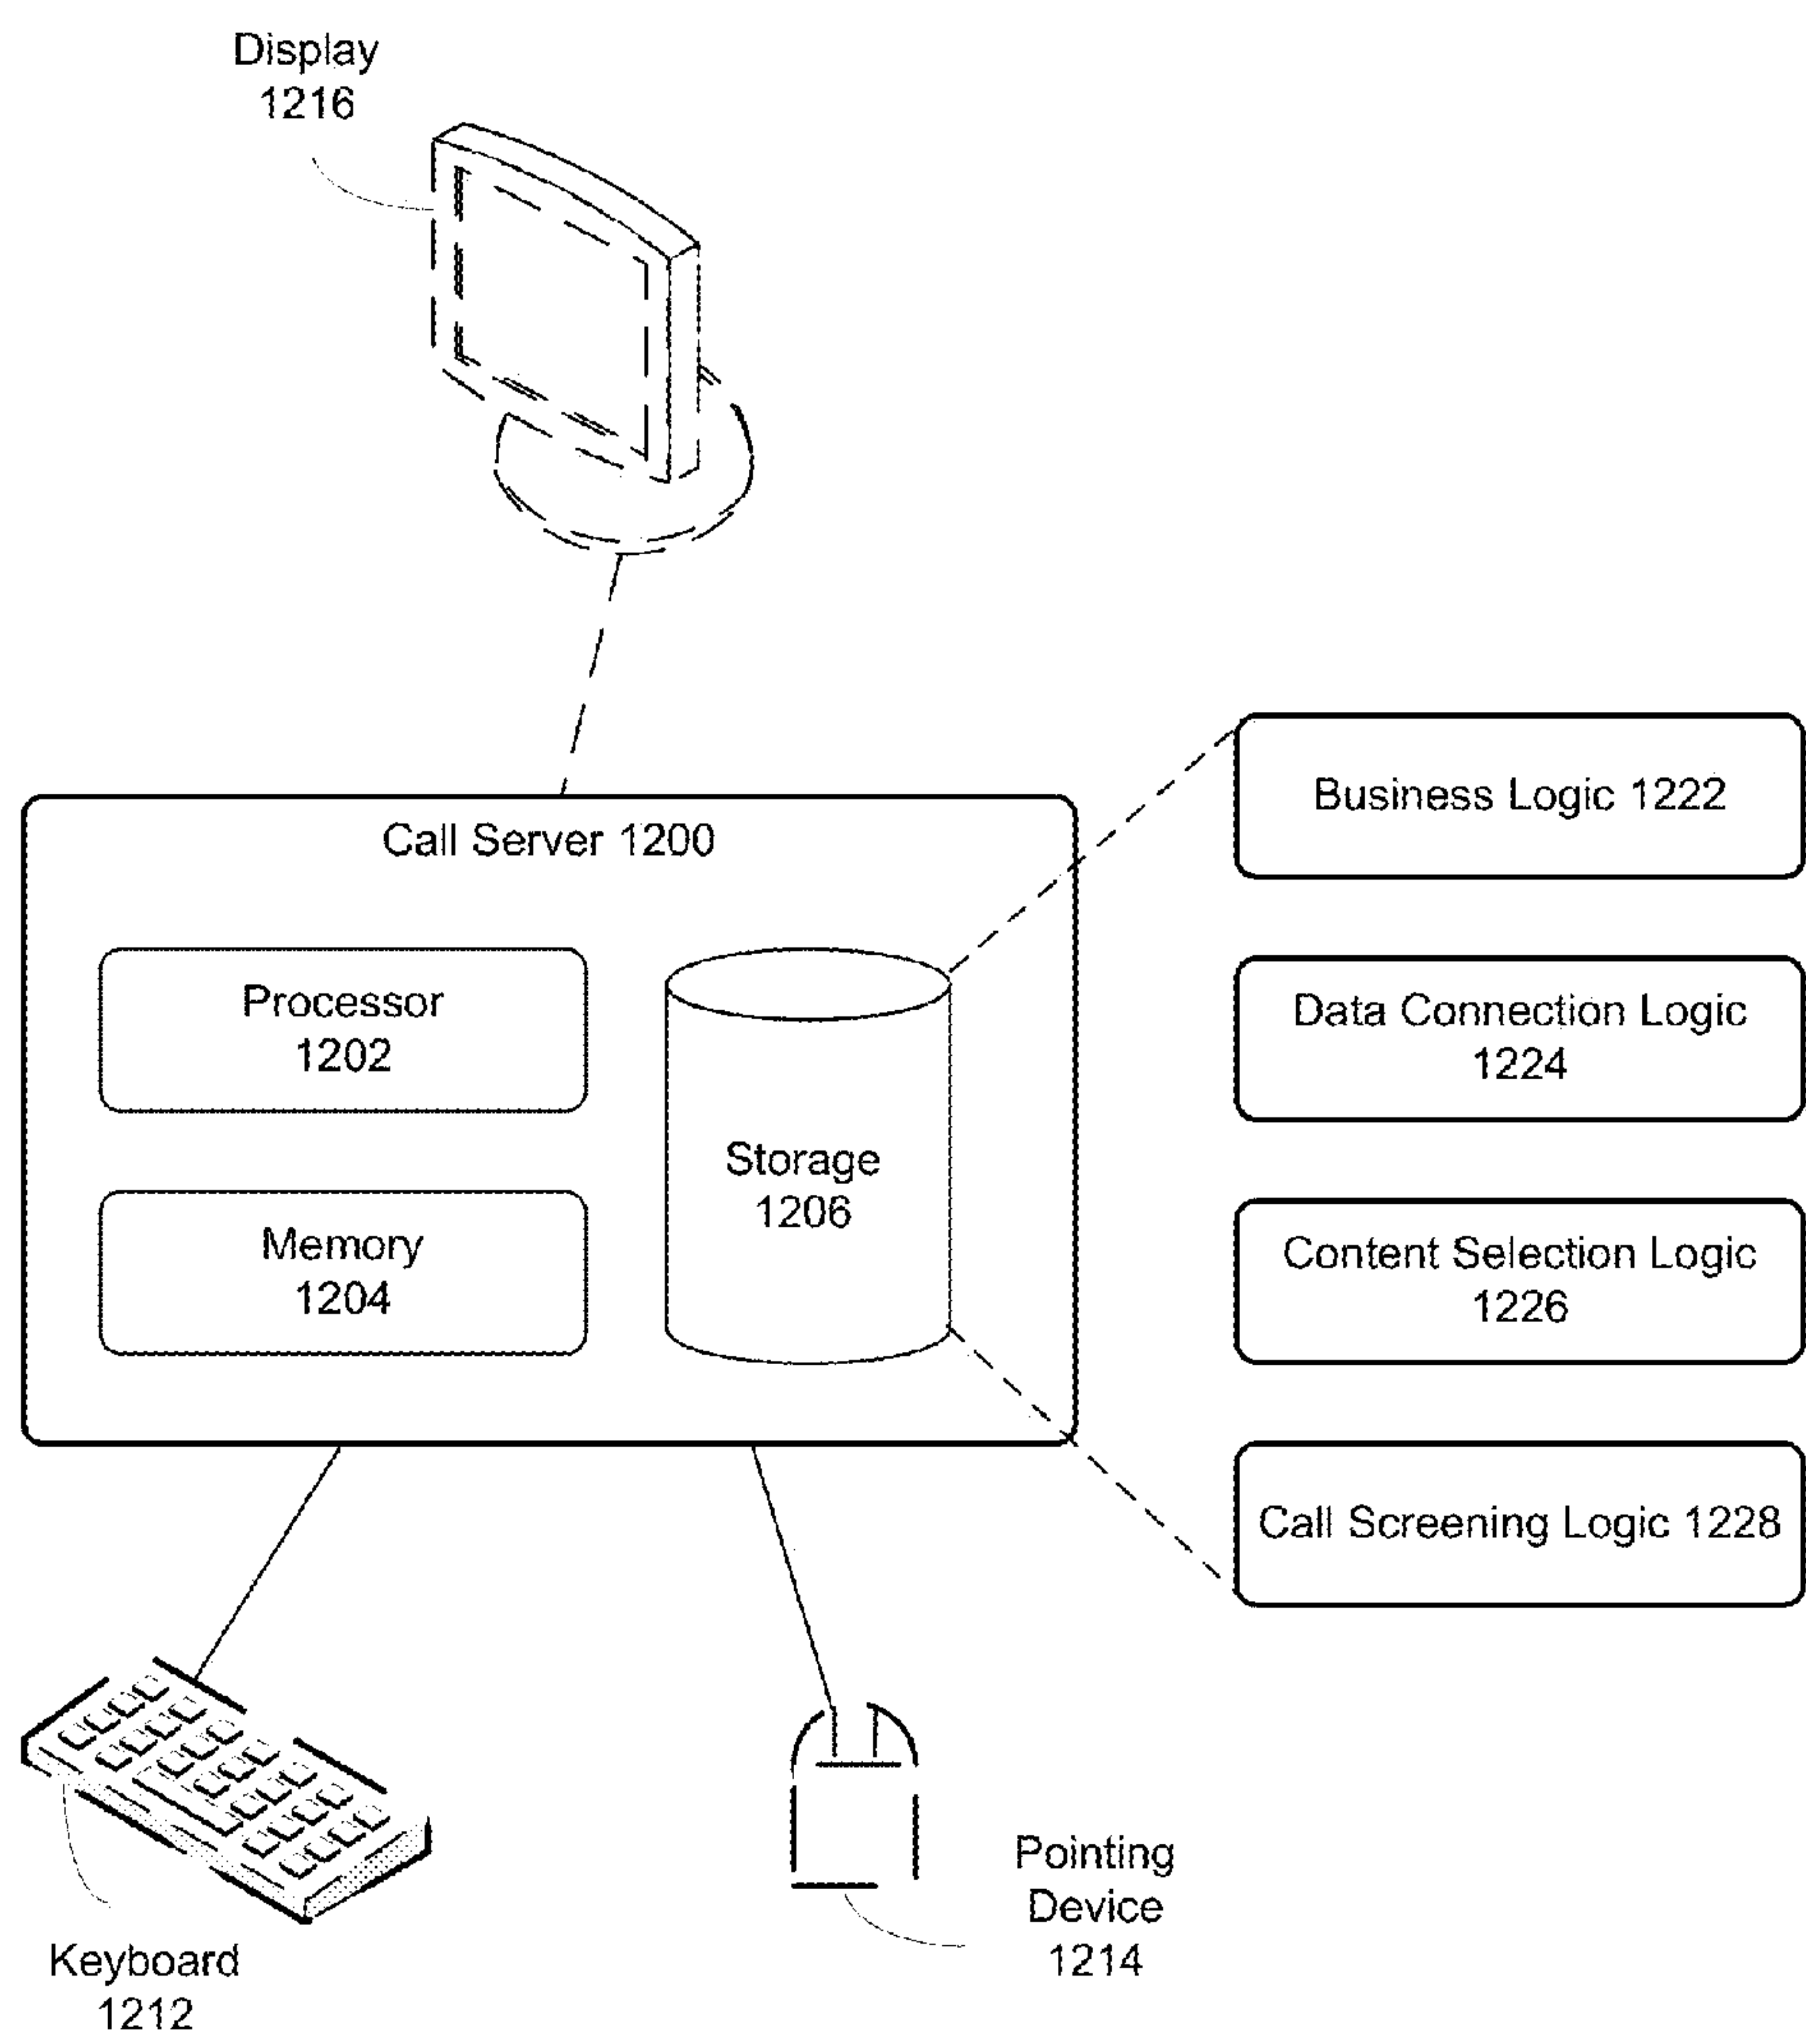 Display
1216
Call Server 1200
Business Logic 1222
Processor
1202
Data Connection Logic
1224
Storage
1206
Memory
1204
Content Selection Logic
1226
Call Screening Logic 1228
Keyboard
1212
Pointing
Device
1214